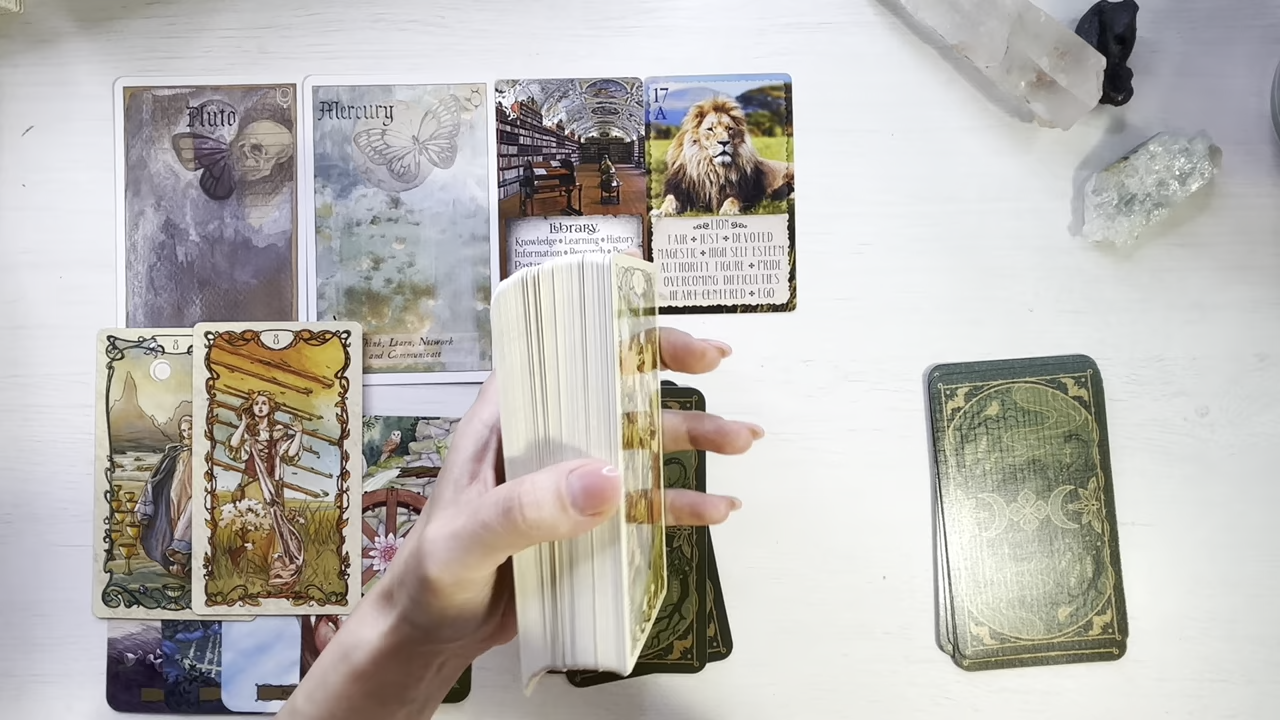 Pluto
Mercury
Think, Learn, Network
and Communicate
Library
Knowledge • Learning • History
Information • Research
17
A
LION
FAIR ✤ JUST ✤ DEVOTED
MAGESTIC ✤ HIGH SELF ESTEEM
AUTHORITY FIGURE ✤ PRIDE
OVERCOMING DIFFICULTIES
HEART CENTERED ✤ EGO
8
8